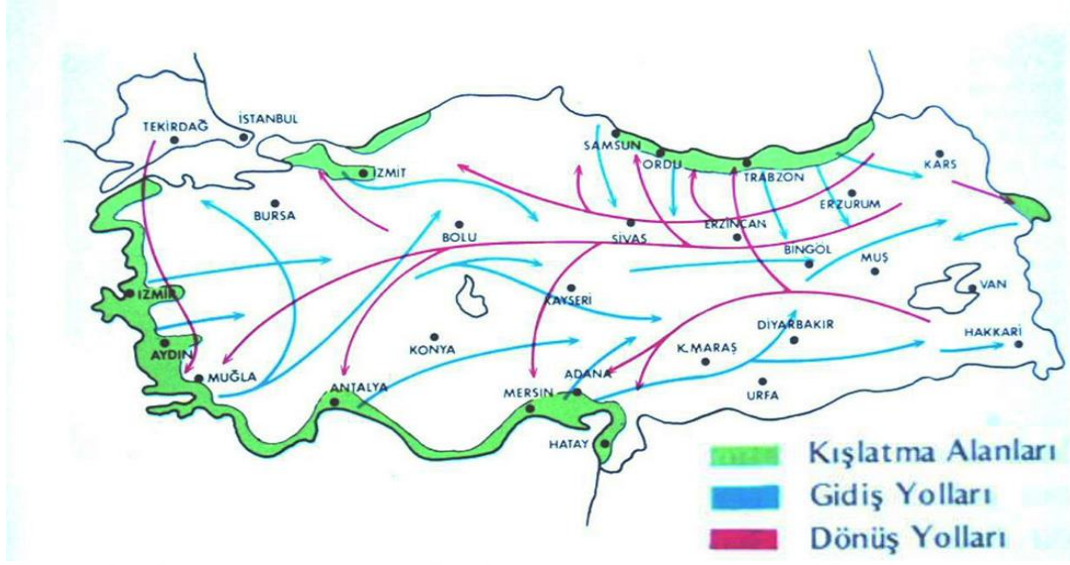 TEKİRDAĞ
İSTANBUL
SAMSUN
ORDU
TRABZON
KARS
İZMİT
BURSA
BOLU
SİVAS
ERZİNCAN
ERZURUM
BİNGÖL
MUŞ
VAN
İZMİR
KAYSERİ
AYDIN
KONYA
K.MARAŞ
DİYARBAKIR
HAKKARİ
MUĞLA
ANTALYA
MERSİN
ADANA
URFA
HATAY
Kışlatma Alanları
Gidiş Yolları
Dönüş Yolları